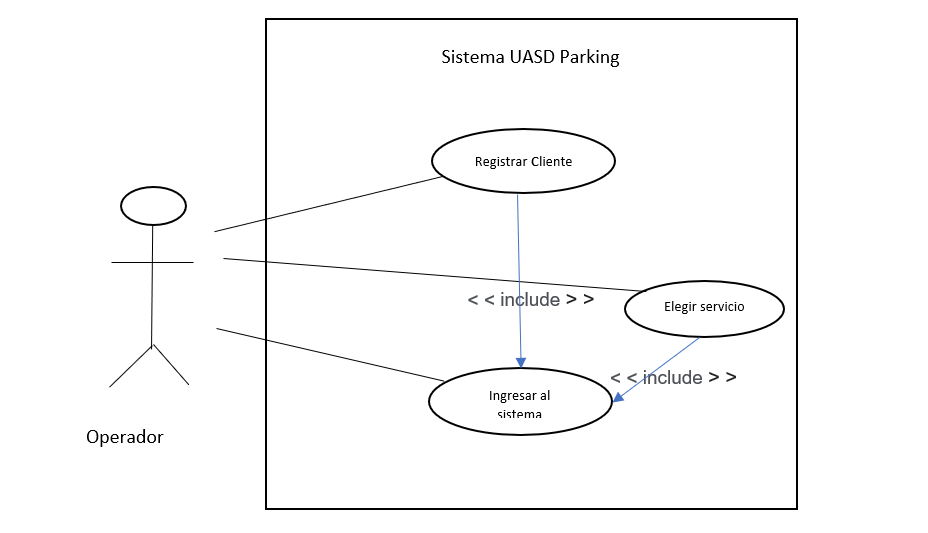 Sistema UASD Parking
Registrar Cliente
< < include > >
Elegir servicio
< < include > >
Ingresar al
sistema
Operador